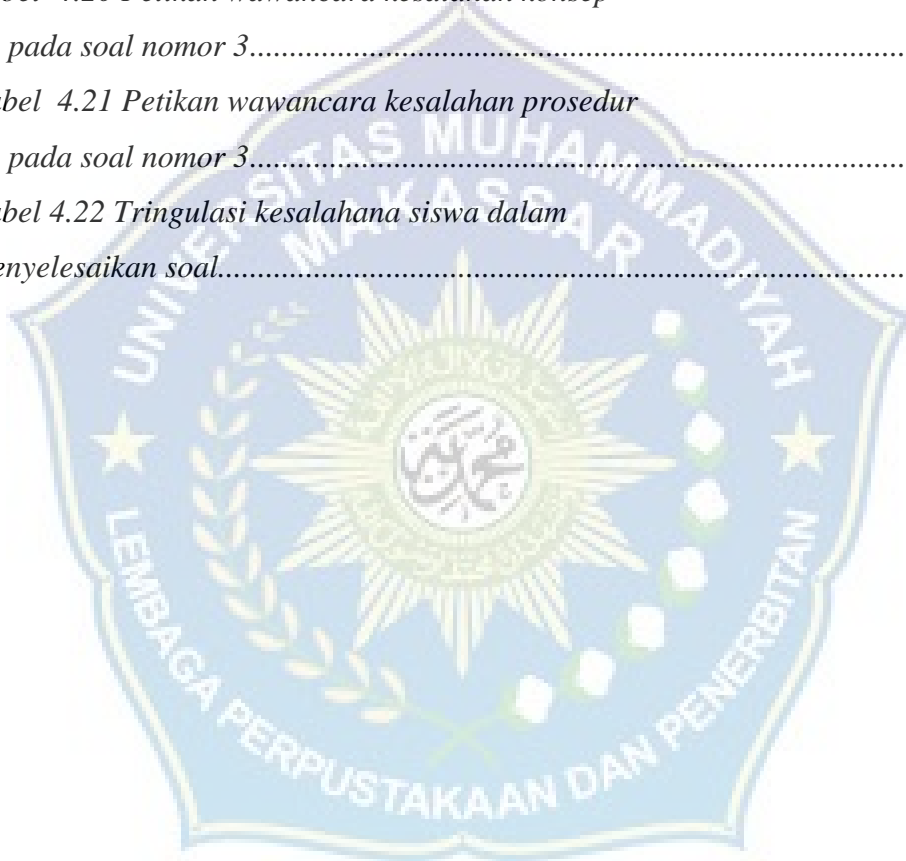 pada soal nomor 3
abel 4.21 Petikan wawancara kesalahan prosedur
pada soal nomor 3
abel 4.22 Tringulasi kesalahana siswa dalam
enyelesaikan soal
UNIVERSITAS MUHAMMADIYAH
MAKASSAR
LEMBAGA PERPUSTAKAAN DAN PENERBITAN